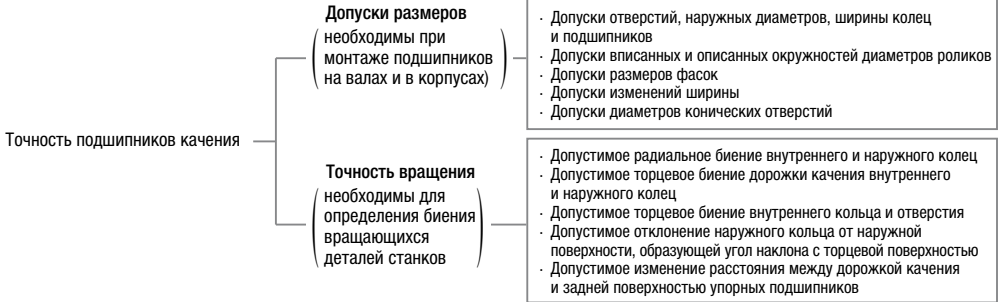 Точность подшипников качения
Допуски размеров
необходимы при
монтаже подшипников
на валах и в корпусах)
· Допуски отверстий, наружных диаметров, ширины колец
и подшипников
· Допуски вписанных и описанных окружностей диаметров роликов
· Допуски размеров фасок
· Допуски изменений ширины
· Допуски диаметров конических отверстий
Точность вращения
необходимы для
определения биения
вращающихся
деталей станков
· Допустимое радиальное биение внутреннего и наружного колец
· Допустимое торцевое биение дорожки качения внутреннего
и наружного колец
· Допустимое торцевое биение внутреннего кольца и отверстия
· Допустимое отклонение наружного кольца от наружной
поверхности, образующей угол наклона с торцевой поверхностью
· Допустимое изменение расстояния между дорожкой качения
и задней поверхностью упорных подшипников